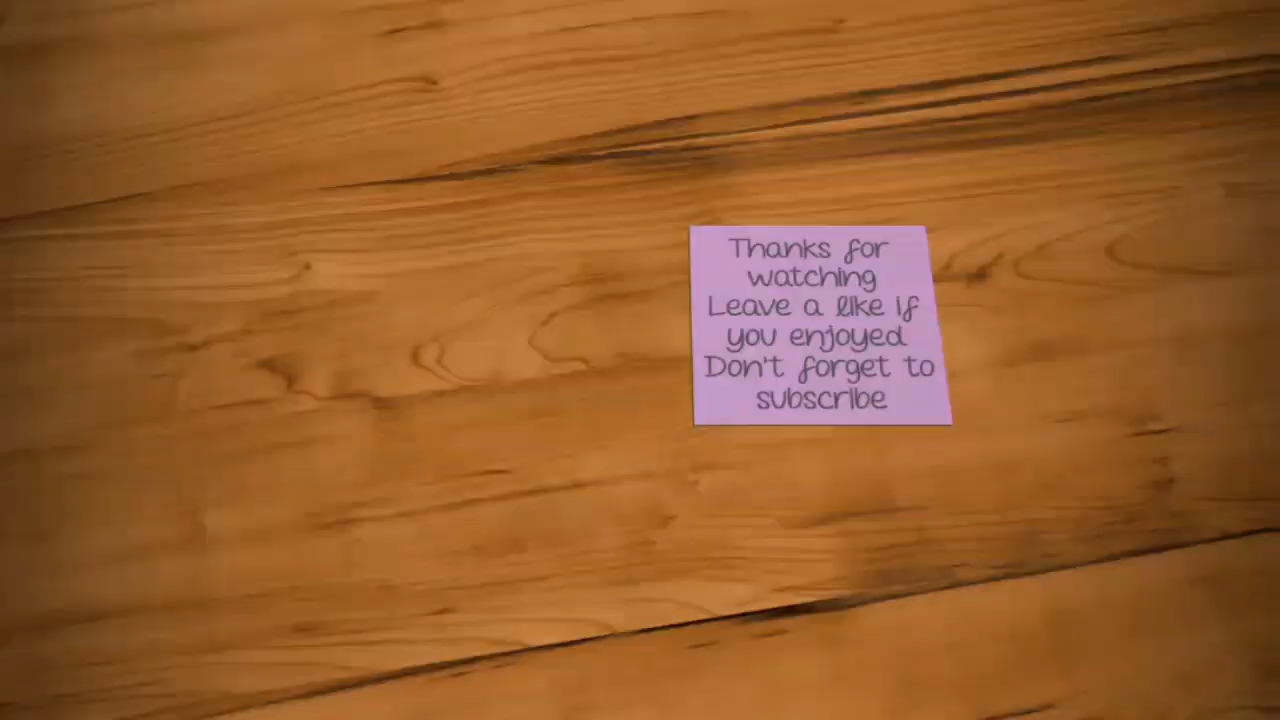 Thanks for
watching
Leave a like if
you enjoyed
Don't forget to
subscribe